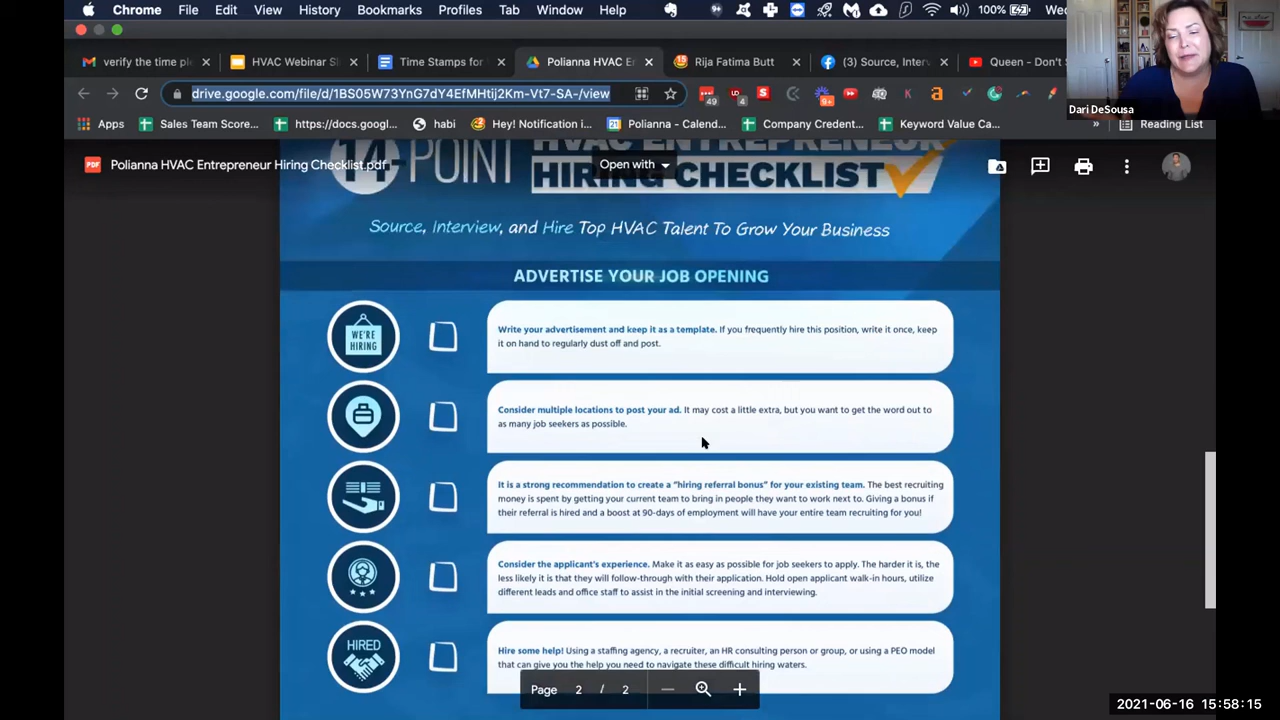 Chrome File Edit View History Bookmarks Profiles Tab Window Help 100% Wed
verify the time pl HVAC Webinar Sl Time Stamps for Polianna HVAC En Rija Fatima Butt (3) Source, Interv Queen - Don't S
drive.google.com/file/d/1BS05W73YnG7dY4EfMHtij2Km-Vt7-SA-/view 49 4 9+
Dari DeSousa
Apps Sales Team Score... https://docs.googl... habi Hey! Notification i... Polianna - Calend... Company Credent... Keyword Value Ca... » Reading List
PDF Polianna HVAC Entrepreneur Hiring Checklist.pdf Open with
14-POINT HVAC ENTREPRENEUR
HIRING CHECKLIST
Source, Interview, and Hire Top HVAC Talent To Grow Your Business
ADVERTISE YOUR JOB OPENING
WE'RE
HIRING
Write your advertisement and keep it as a template. If you frequently hire this position, write it once, keep
it on hand to regularly dust off and post.
Consider multiple locations to post your ad. It may cost a little extra, but you want to get the word out to
as many job seekers as possible.
It is a strong recommendation to create a “hiring referral bonus” for your existing team. The best recruiting
money is spent by getting your current team to bring in people they want to work next to. Giving a bonus if
their referral is hired and a boost at 90-days of employment will have your entire team recruiting for you!
Consider the applicant's experience. Make it as easy as possible for job seekers to apply. The harder it is, the
less likely it is that they will follow-through with their application. Hold open applicant walk-in hours, utilize
different leads and office staff to assist in the initial screening and interviewing.
HIRED
Hire some help! Using a staffing agency, a recruiter, an HR consulting person or group, or using a PEO model
that can give you the help you need to navigate these difficult hiring waters.
Page 2 / 2
2021-06-16 15:58:15